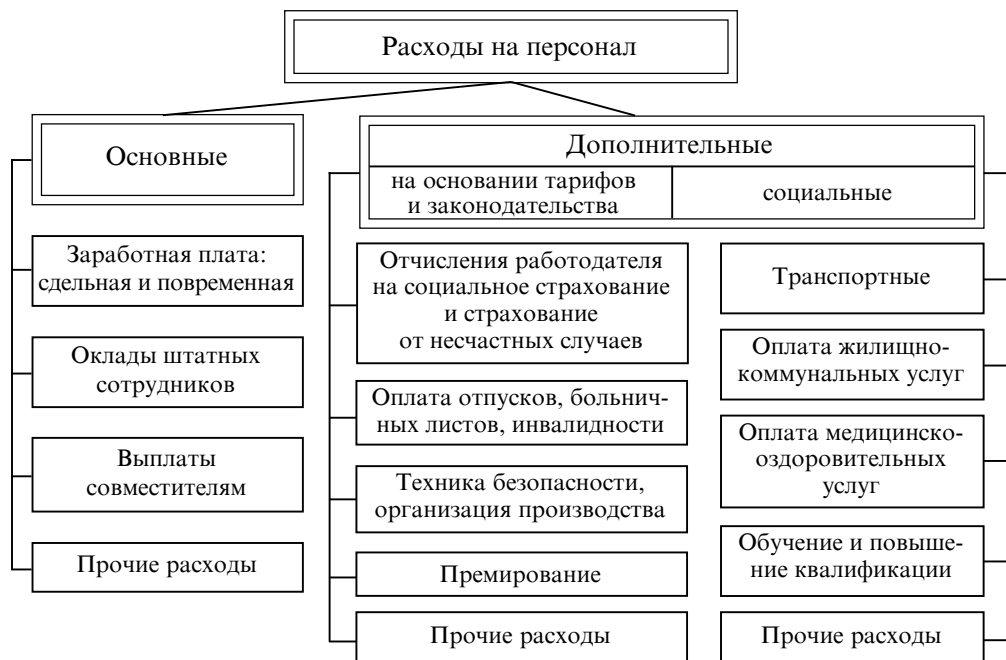 Расходы на персонал
Основные
Заработная плата:
сдельная и повременная
Оклады штатных
сотрудников
Выплаты
совместителям
Прочие расходы
Дополнительные
на основании тарифов
и законодательства
социальные
Отчисления работодателя
на социальное страхование
и страхование
от несчастных случаев
Оплата отпусков, больнич-
ных листов, инвалидности
Техника безопасности,
организация производства
Премирование
Прочие расходы
Транспортные
Оплата жилищно-
коммунальных услуг
Оплата медицинско-
оздоровительных
услуг
Обучение и повыше-
ние квалификации
Прочие расходы